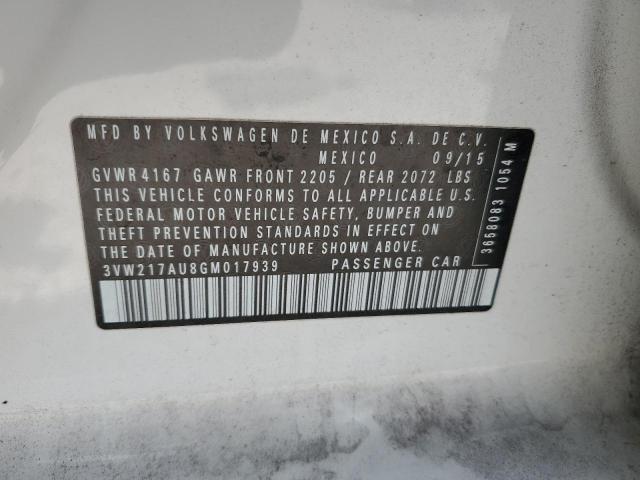 MFD BY VOLKSWAGEN DE MEXICO S.A. DE C.V.
MEXICO 09/15
GVWR 4167 GAWR FRONT 2205 / REAR 2072 LBS
THIS VEHICLE CONFORMS TO ALL APPLICABLE U.S.
FEDERAL MOTOR VEHICLE SAFETY, BUMPER AND
THEFT PREVENTION STANDARDS IN EFFECT ON
THE DATE OF MANUFACTURE SHOWN ABOVE.
3VW217AU8GM017939 PASSENGER CAR
3658083 1054 M